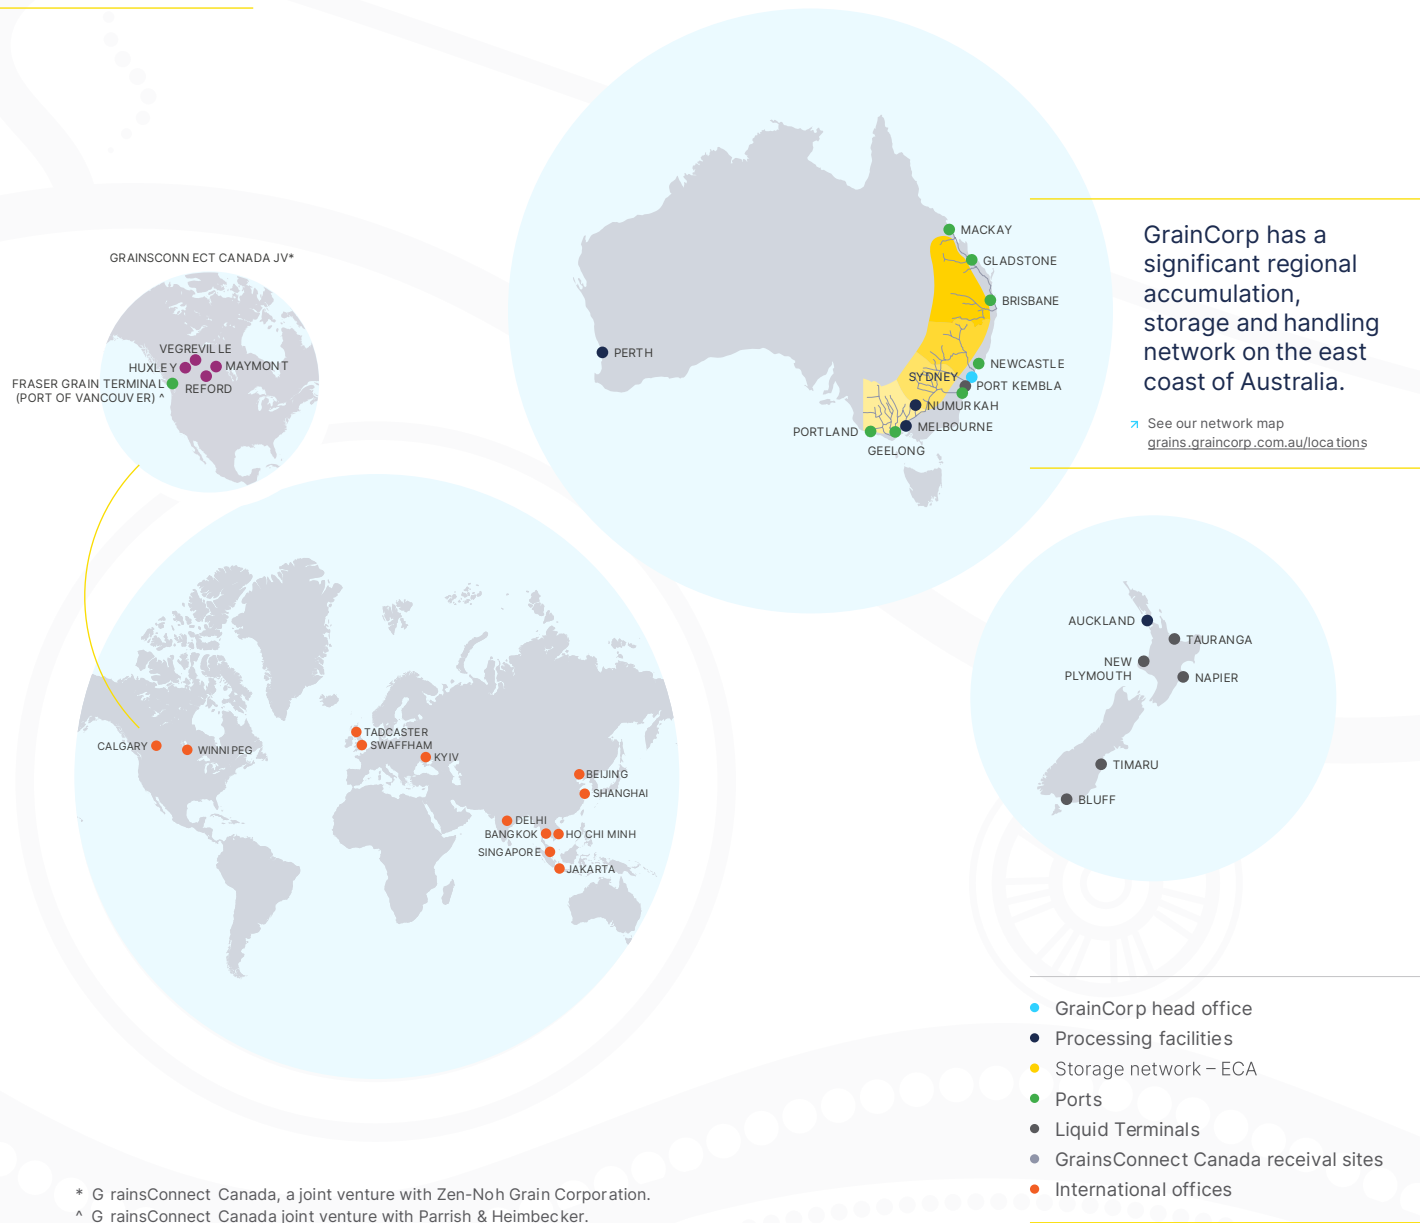 GRAINSCONNECT CANADA JV*
VEGREVILLE
HUXLEY
MAYMONT
FRASER GRAIN TERMINAL
(PORT OF VANCOUVER) ^
REFORD
MACKAY
GLADSTONE
BRISBANE
PERTH
NEWCASTLE
SYDNEY
PORT KEMBLA
NUMURKAH
MELBOURNE
PORTLAND
GEELONG
GrainCorp has a
significant regional
accumulation,
storage and handling
network on the east
coast of Australia.
See our network map
grains.graincorp.com.au/locations
CALGARY
WINNIPEG
TADCASTER
SWAFFHAM
KYIV
BEIJING
SHANGHAI
DELHI
BANGKOK
HO CHI MINH
SINGAPORE
JAKARTA
AUCKLAND
TAURANGA
NEW
PLYMOUTH
NAPIER
TIMARU
BLUFF
GrainCorp head office
Processing facilities
Storage network – ECA
Ports
Liquid Terminals
GrainsConnect Canada receival sites
International offices
* GrainsConnect Canada, a joint venture with Zen-Noh Grain Corporation.
^ GrainsConnect Canada joint venture with Parrish & Heimbecker.